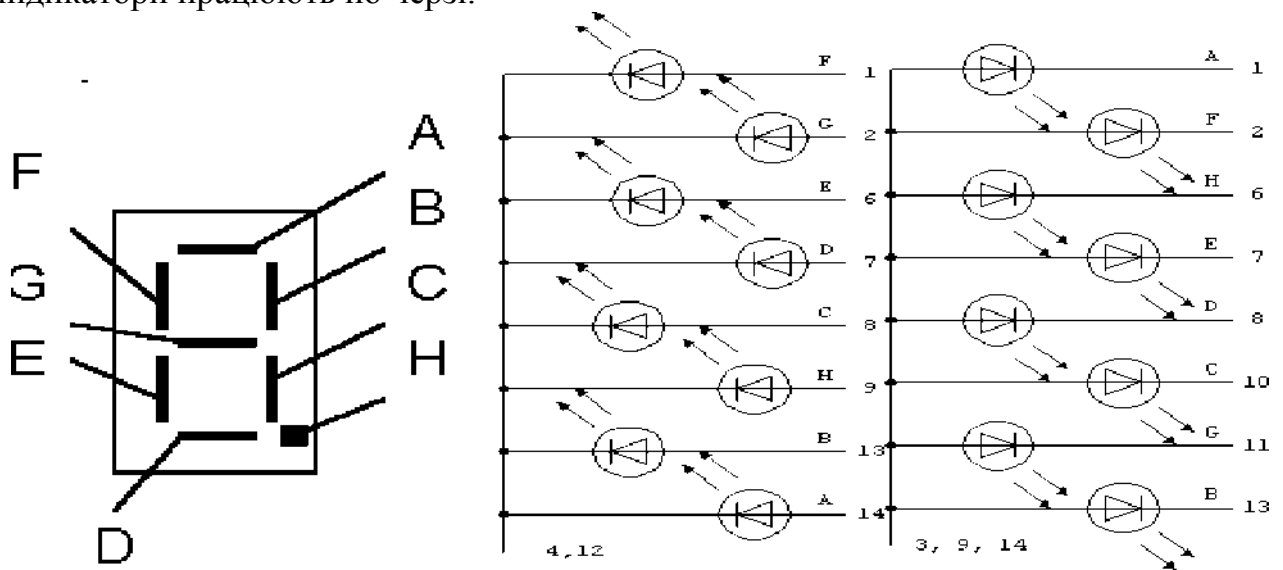 індикатори працюють по черзі.
A
F
B
G
C
E
H
D
F 1
G 2
E 6
D 7
C 8
H 9
B 13
A 14
4,12
A 1
F 2
H 6
E 7
D 8
C 10
G 11
B 13
3, 9, 14